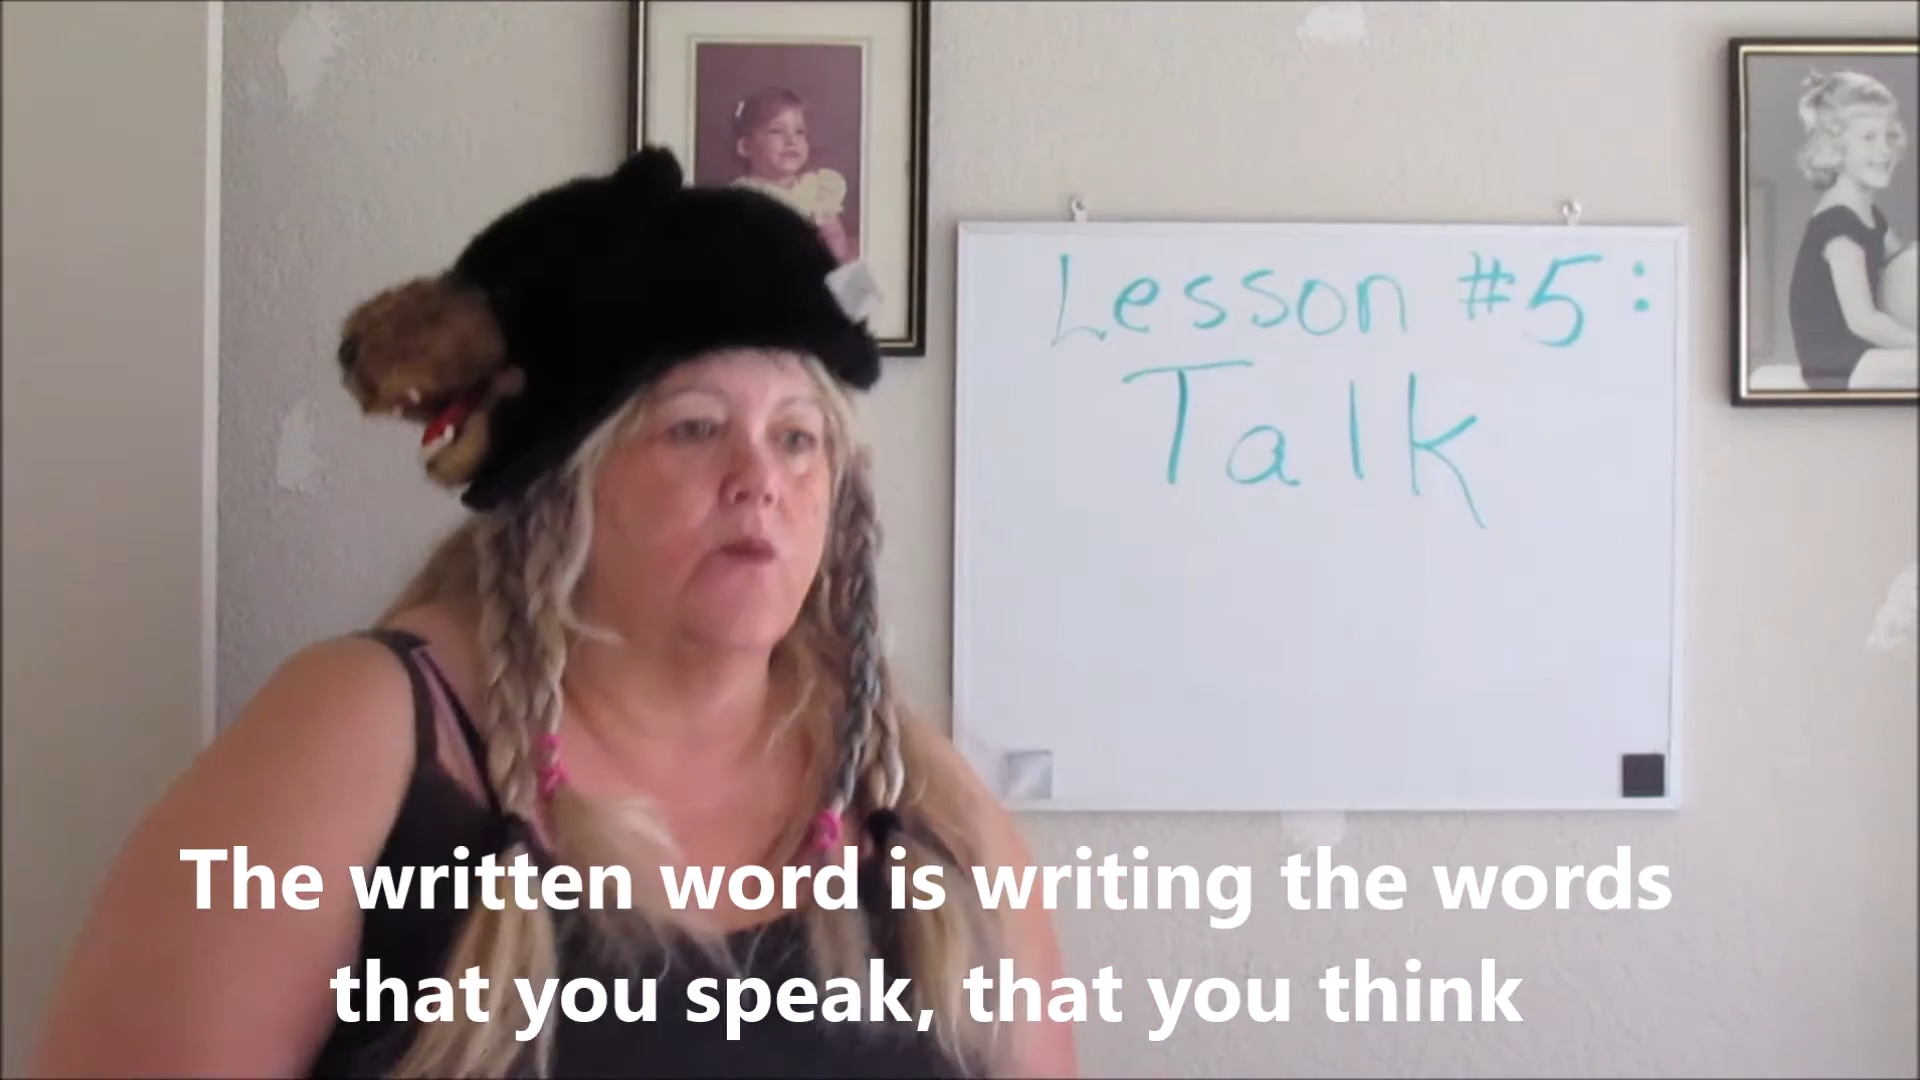 Lesson #5:
Talk
The written word is writing the words
that you speak, that you think